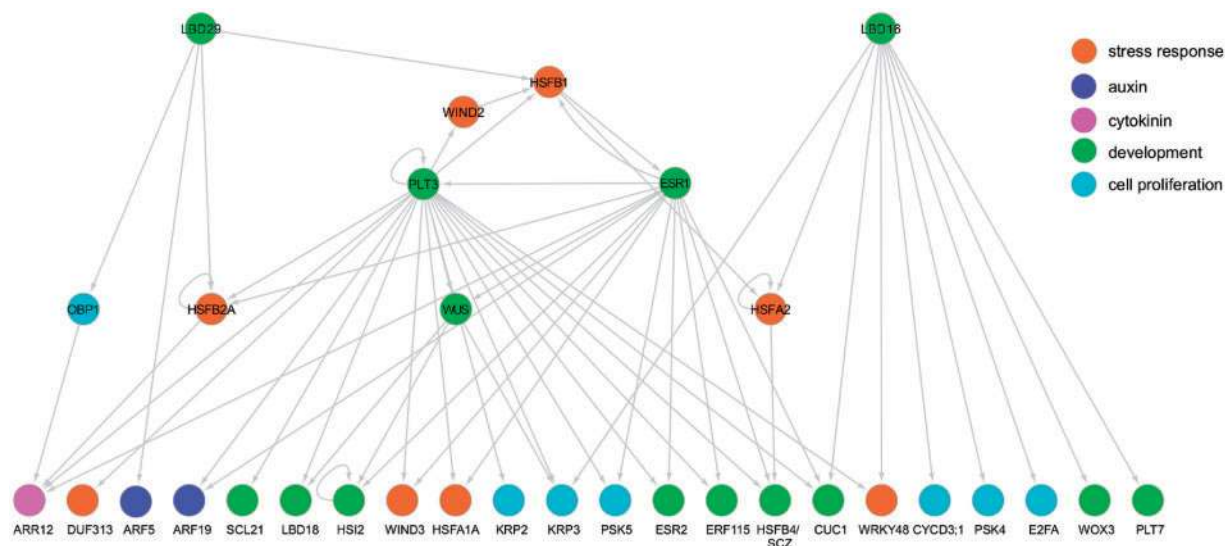 LBD29
LBD16
HSFB1
WIND2
PLT3
ESR1
OBP1
HSFB2A
WUS
HSFA2
ARR12
DUF313
ARF5
ARF19
SCL21
LBD18
HSI2
WIND3
HSFA1A
KRP2
KRP3
PSK5
ESR2
ERF115
HSFB4/
SCZ
CUC1
WRKY48
CYCD3;1
PSK4
E2FA
WOX3
PLT7
stress response
auxin
cytokinin
development
cell proliferation